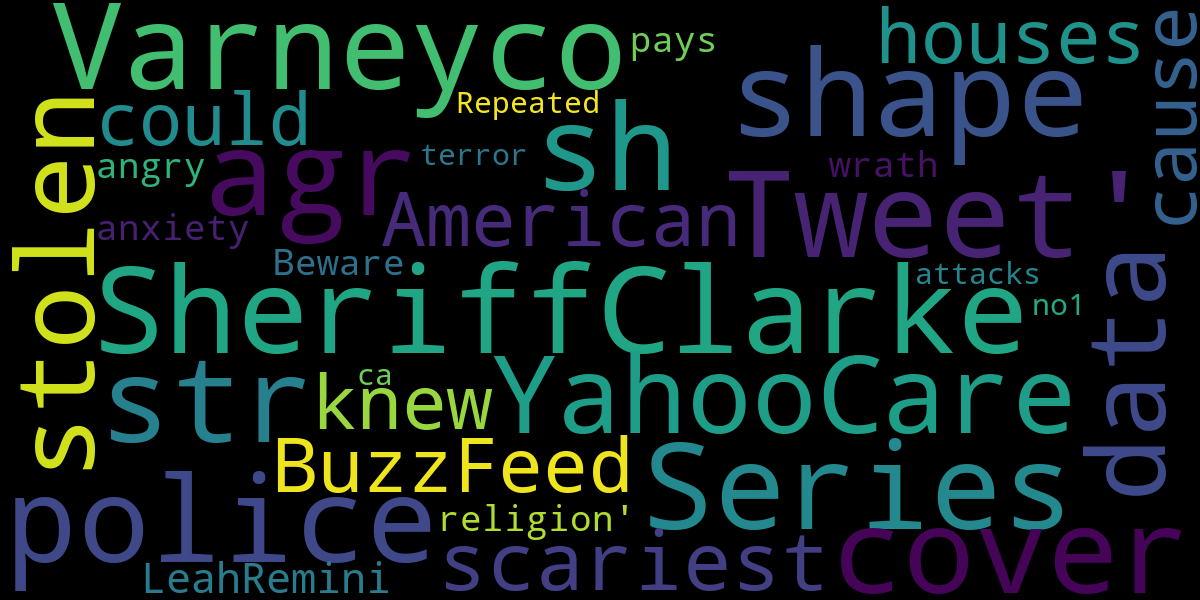 Varneyco
pays
houses
cause
shape
Repeated
could
stolen
sh
agr
terror
angry
wrath
Tweet'
American
anxiety
Beware
data
SheriffClarke
attacks
no1
YahooCare
str
ca
knew
BuzzFeed
Series
police
religion'
cover
scariest
LeahRemini